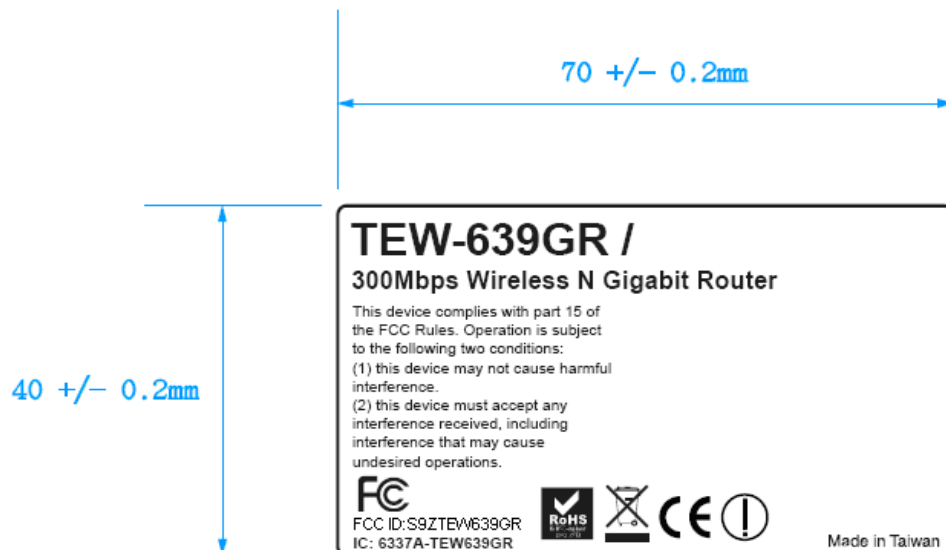 70 +/- 0.2mm
TEW-639GR /
300Mbps Wireless N Gigabit Router
This device complies with part 15 of
the FCC Rules. Operation is subject
to the following two conditions:
(1) this device may not cause harmful
interference.
(2) this device must accept any
interference received, including
interference that may cause
undesired operations.
40 +/- 0.2mm
FC
FCC ID:S9ZTEW639GR
IC: 6337A-TEW639GR
RoHS
CE
Made in Taiwan